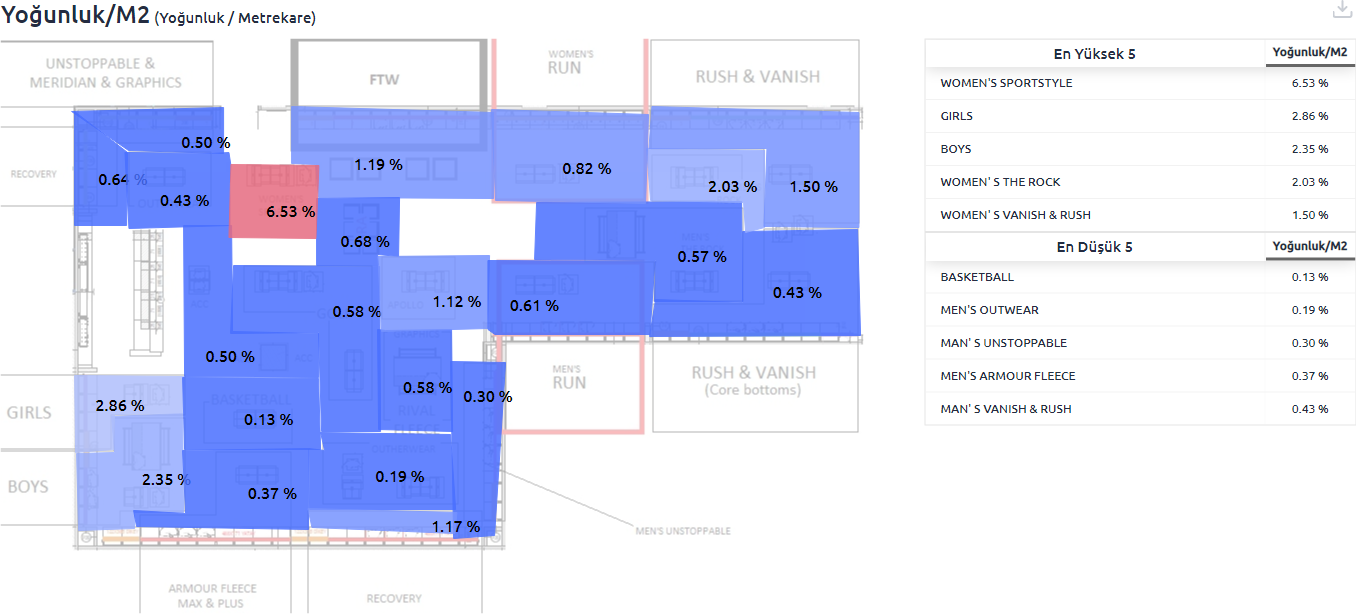 Yoğunluk/M2 (Yoğunluk / Metrekare)
UNSTOPPABLE &
MERIDIAN & GRAPHICS
FTW
WOMEN'S
RUN
RUSH & VANISH
RECOVERY
0.50 %
0.64 %
0.43 %
6.53 %
1.19 %
0.82 %
2.03 %
1.50 %
0.68 %
0.57 %
0.58 %
1.12 %
0.61 %
0.43 %
0.50 %
0.58 %
0.30 %
2.86 %
BASKETBALL
0.13 %
RIVAL
2.35 %
0.37 %
0.19 %
1.17 %
GIRLS
BOYS
MEN'S
RUN
RUSH & VANISH
(Core bottoms)
MEN'S UNSTOPPABLE
ARMOUR FLEECE
MAX & PLUS
RECOVERY
En Yüksek 5 Yoğunluk/M2
WOMEN'S SPORTSTYLE 6.53 %
GIRLS 2.86 %
BOYS 2.35 %
WOMEN' S THE ROCK 2.03 %
WOMEN' S VANISH & RUSH 1.50 %
En Düşük 5 Yoğunluk/M2
BASKETBALL 0.13 %
MEN'S OUTWEAR 0.19 %
MAN' S UNSTOPPABLE 0.30 %
MEN'S ARMOUR FLEECE 0.37 %
MAN' S VANISH & RUSH 0.43 %